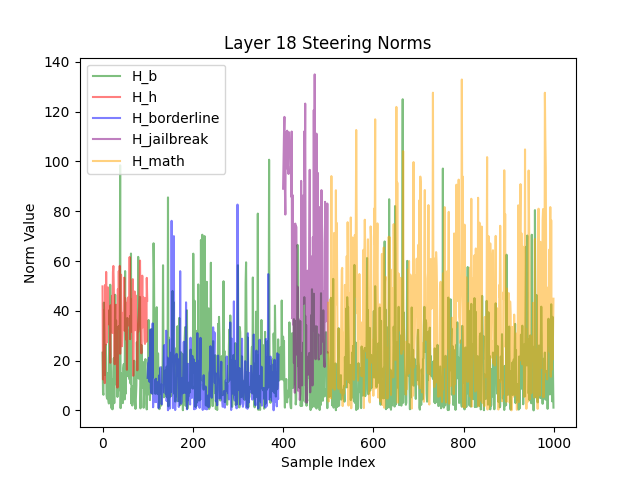 Layer 18 Steering Norms
140
120
100
80
60
40
20
0
Norm Value
H_b
H_h
H_borderline
H_jailbreak
H_math
0
200
400
600
800
1000
Sample Index